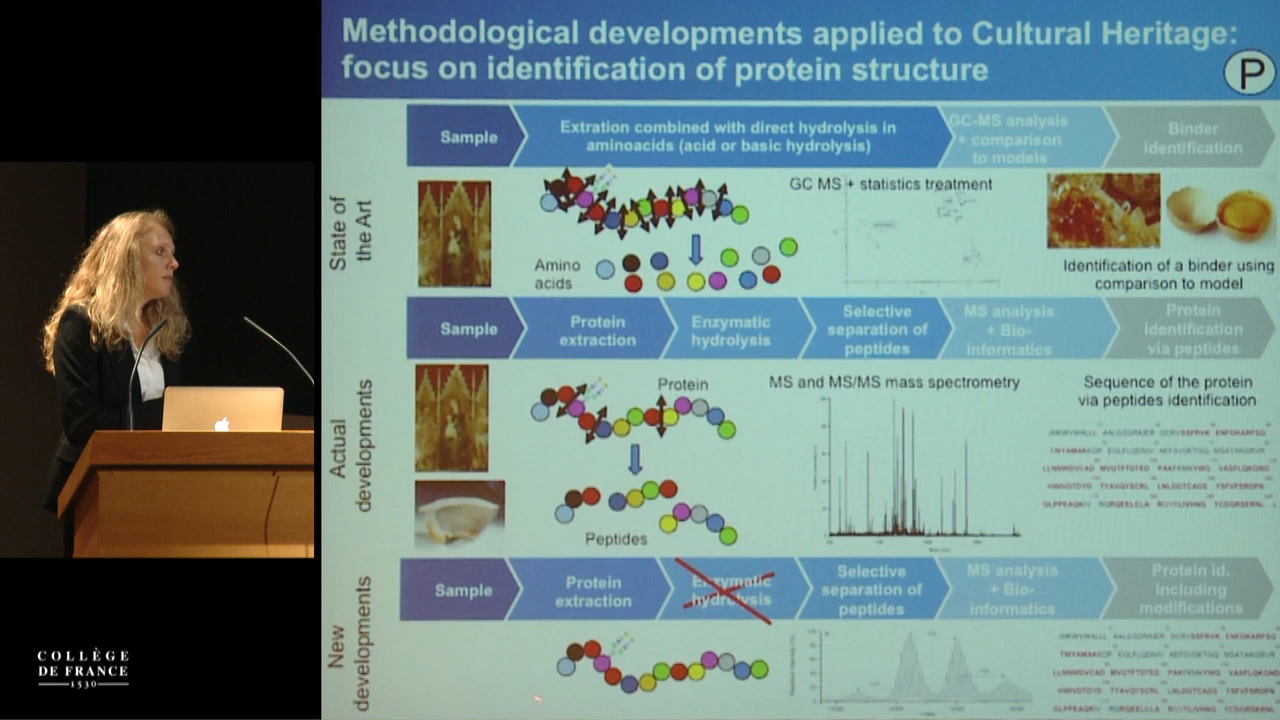 Methodological developments applied to Cultural Heritage:
focus on identification of protein structure
P
State of
the Art
Sample
Extration combined with direct hydrolysis in
aminoacids (acid or basic hydrolysis)
GC-MS analysis
+ comparison
to models
Binder
identification
GC MS + statistics treatment
Amino
acids
Identification of a binder using
comparison to model
Actual
developments
Sample
Protein
extraction
Enzymatic
hydrolysis
Selective
separation of
peptides
MS analysis
+ Bio-
informatics
Protein
identification
via peptides
Protein
MS and MS/MS mass spectrometry
Sequence of the protein
via peptides identification
Peptides
New
developments
Sample
Protein
extraction
Enzymatic
hydrolysis
Selective
separation of
peptides
MS analysis
+ Bio-
informatics
Protein id.
including
modifications
COLLÈGE
DE FRANCE
1530